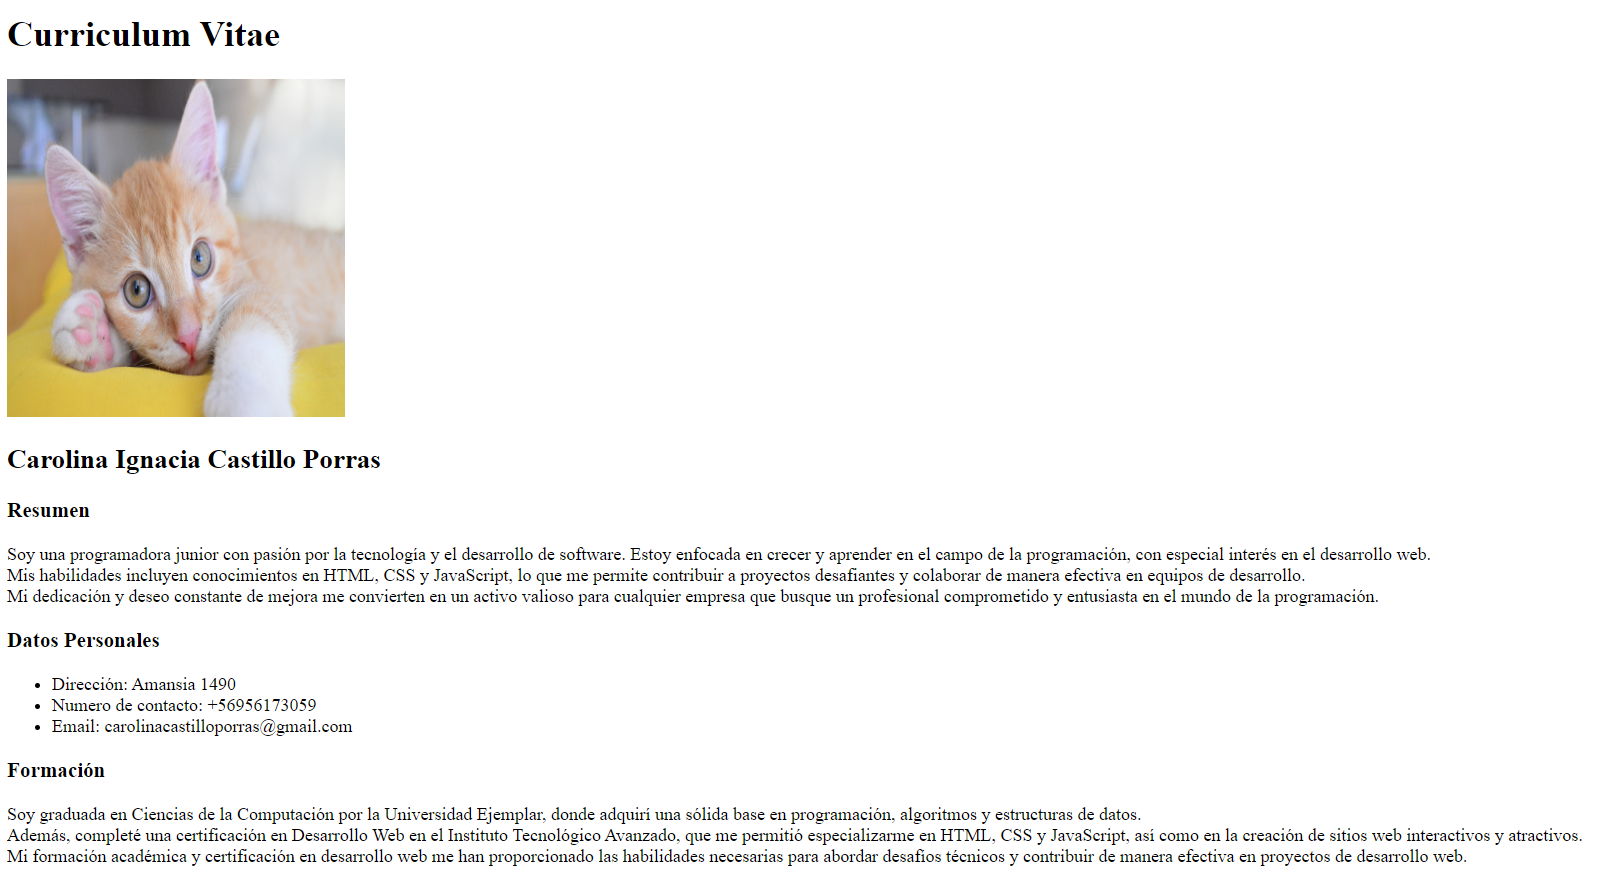 Curriculum Vitae
Carolina Ignacia Castillo Porras
Resumen
Soy una programadora junior con pasión por la tecnología y el desarrollo de software. Estoy enfocada en crecer y aprender en el campo de la programación, con especial interés en el desarrollo web.
Mis habilidades incluyen conocimientos en HTML, CSS y JavaScript, lo que me permite contribuir a proyectos desafiantes y colaborar de manera efectiva en equipos de desarrollo.
Mi dedicación y deseo constante de mejora me convierten en un activo valioso para cualquier empresa que busque un profesional comprometido y entusiasta en el mundo de la programación.
Datos Personales
• Dirección: Amansia 1490
• Numero de contacto: +56956173059
• Email: carolinacastilloporras@gmail.com
Formación
Soy graduada en Ciencias de la Computación por la Universidad Ejemplar, donde adquirí una sólida base en programación, algoritmos y estructuras de datos.
Además, completé una certificación en Desarrollo Web en el Instituto Tecnológico Avanzado, que me permitió especializarme en HTML, CSS y JavaScript, así como en la creación de sitios web interactivos y atractivos.
Mi formación académica y certificación en desarrollo web me han proporcionado las habilidades necesarias para abordar desafíos técnicos y contribuir de manera efectiva en proyectos de desarrollo web.